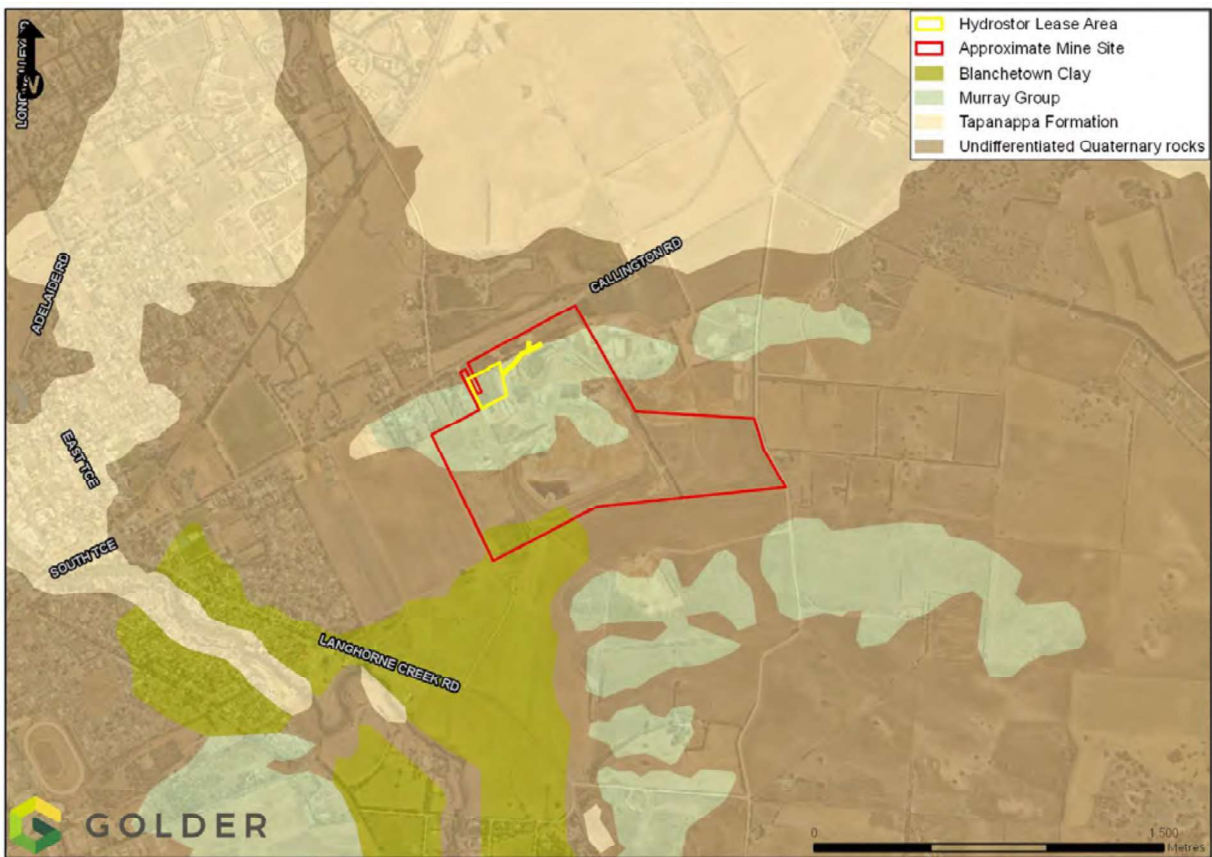 Hydrostor Lease Area
Approximate Mine Site
Blanchetown Clay
Murray Group
Tapanappa Formation
Undifferentiated Quaternary rocks
N
CALLINGTON RD
ADELAIDE RD
EAST TCE
SOUTH TCE
LANGHORNE CREEK RD
GOLDER
0 1,500
Metres